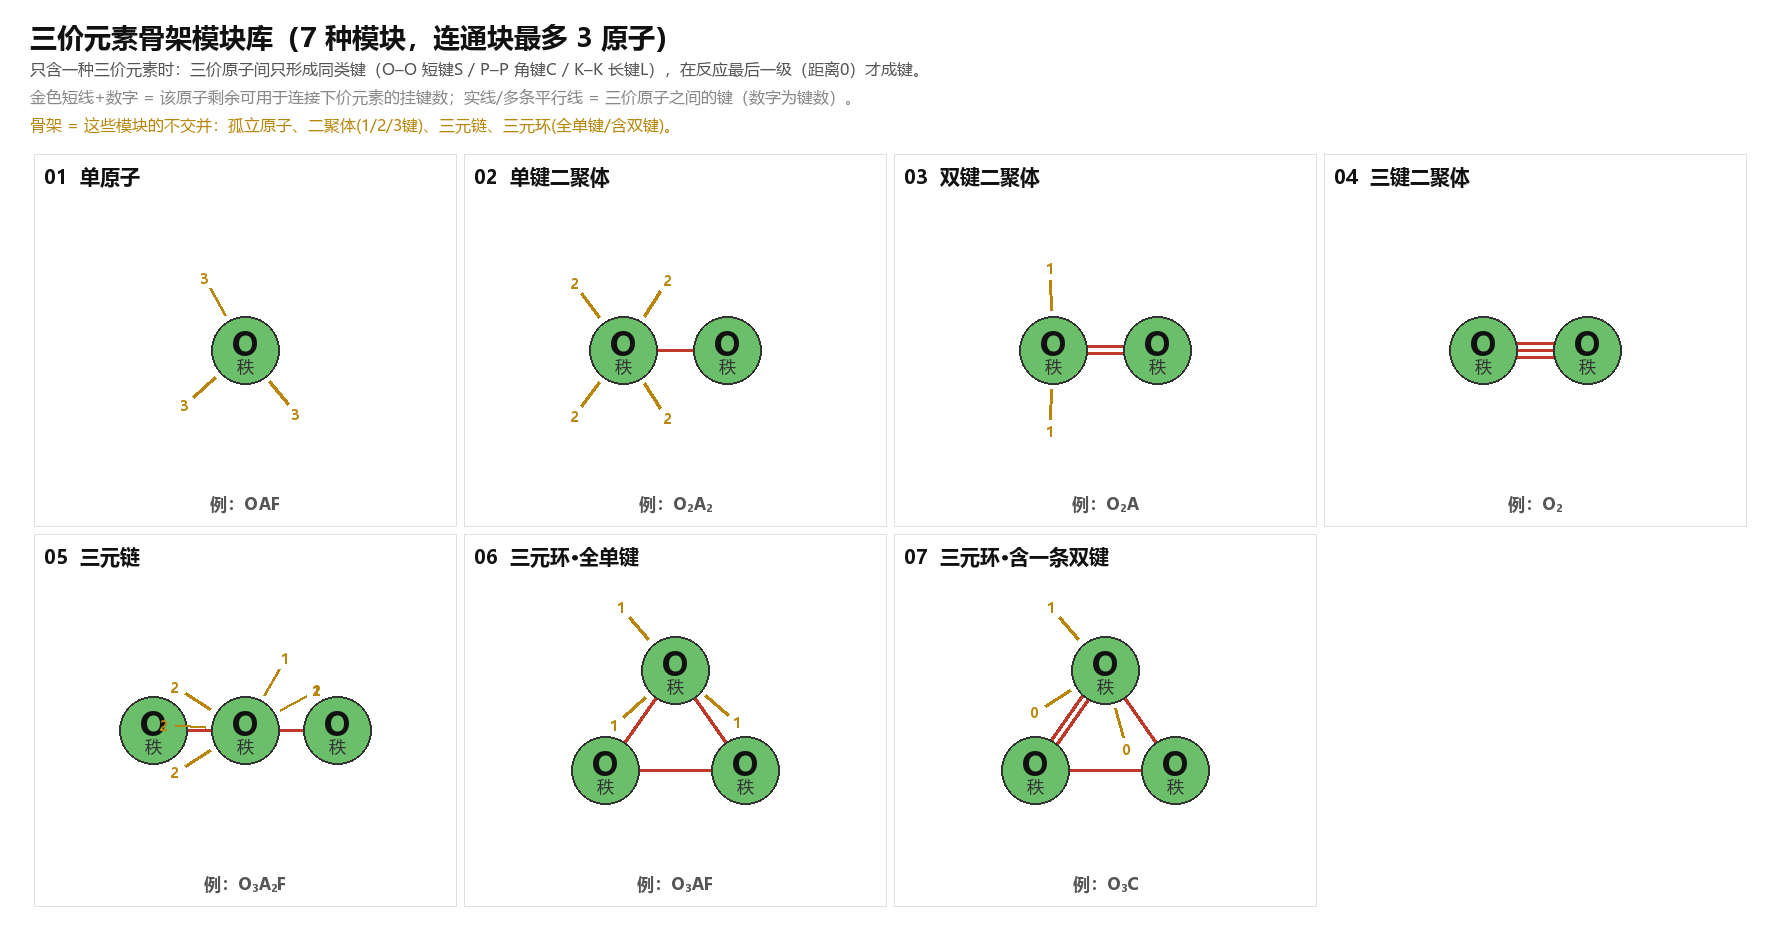 三价元素骨架模块库（7 种模块，连通块最多 3 原子）
只含一种三价元素时：三价原子间只形成同类键（O–O 短键S / P–P 角键C / K–K 长键L），在反应最后一级（距离0）才成键。
金色短线+数字 = 该原子剩余可用于连接下价元素的挂键数；实线/多条平行线 = 三价原子之间的键（数字为键数）。
骨架 = 这些模块的不交并：孤立原子、二聚体(1/2/3键)、三元链、三元环(全单键/含双键)。
01 单原子
3
O
秩
3
3
例：OAF
02 单键二聚体
2
2
O
秩
O
秩
2
2
例：O₂A₂
03 双键二聚体
1
O
秩
O
秩
1
例：O₂A
04 三键二聚体
O
秩
O
秩
例：O₂
05 三元链
1
2
2
O
秩
O
秩
O
秩
2
例：O₃A₂F
06 三元环•全单键
1
O
秩
1
1
O
秩
O
秩
例：O₃AF
07 三元环•含一条双键
1
O
秩
0
0
O
秩
O
秩
例：O₃C